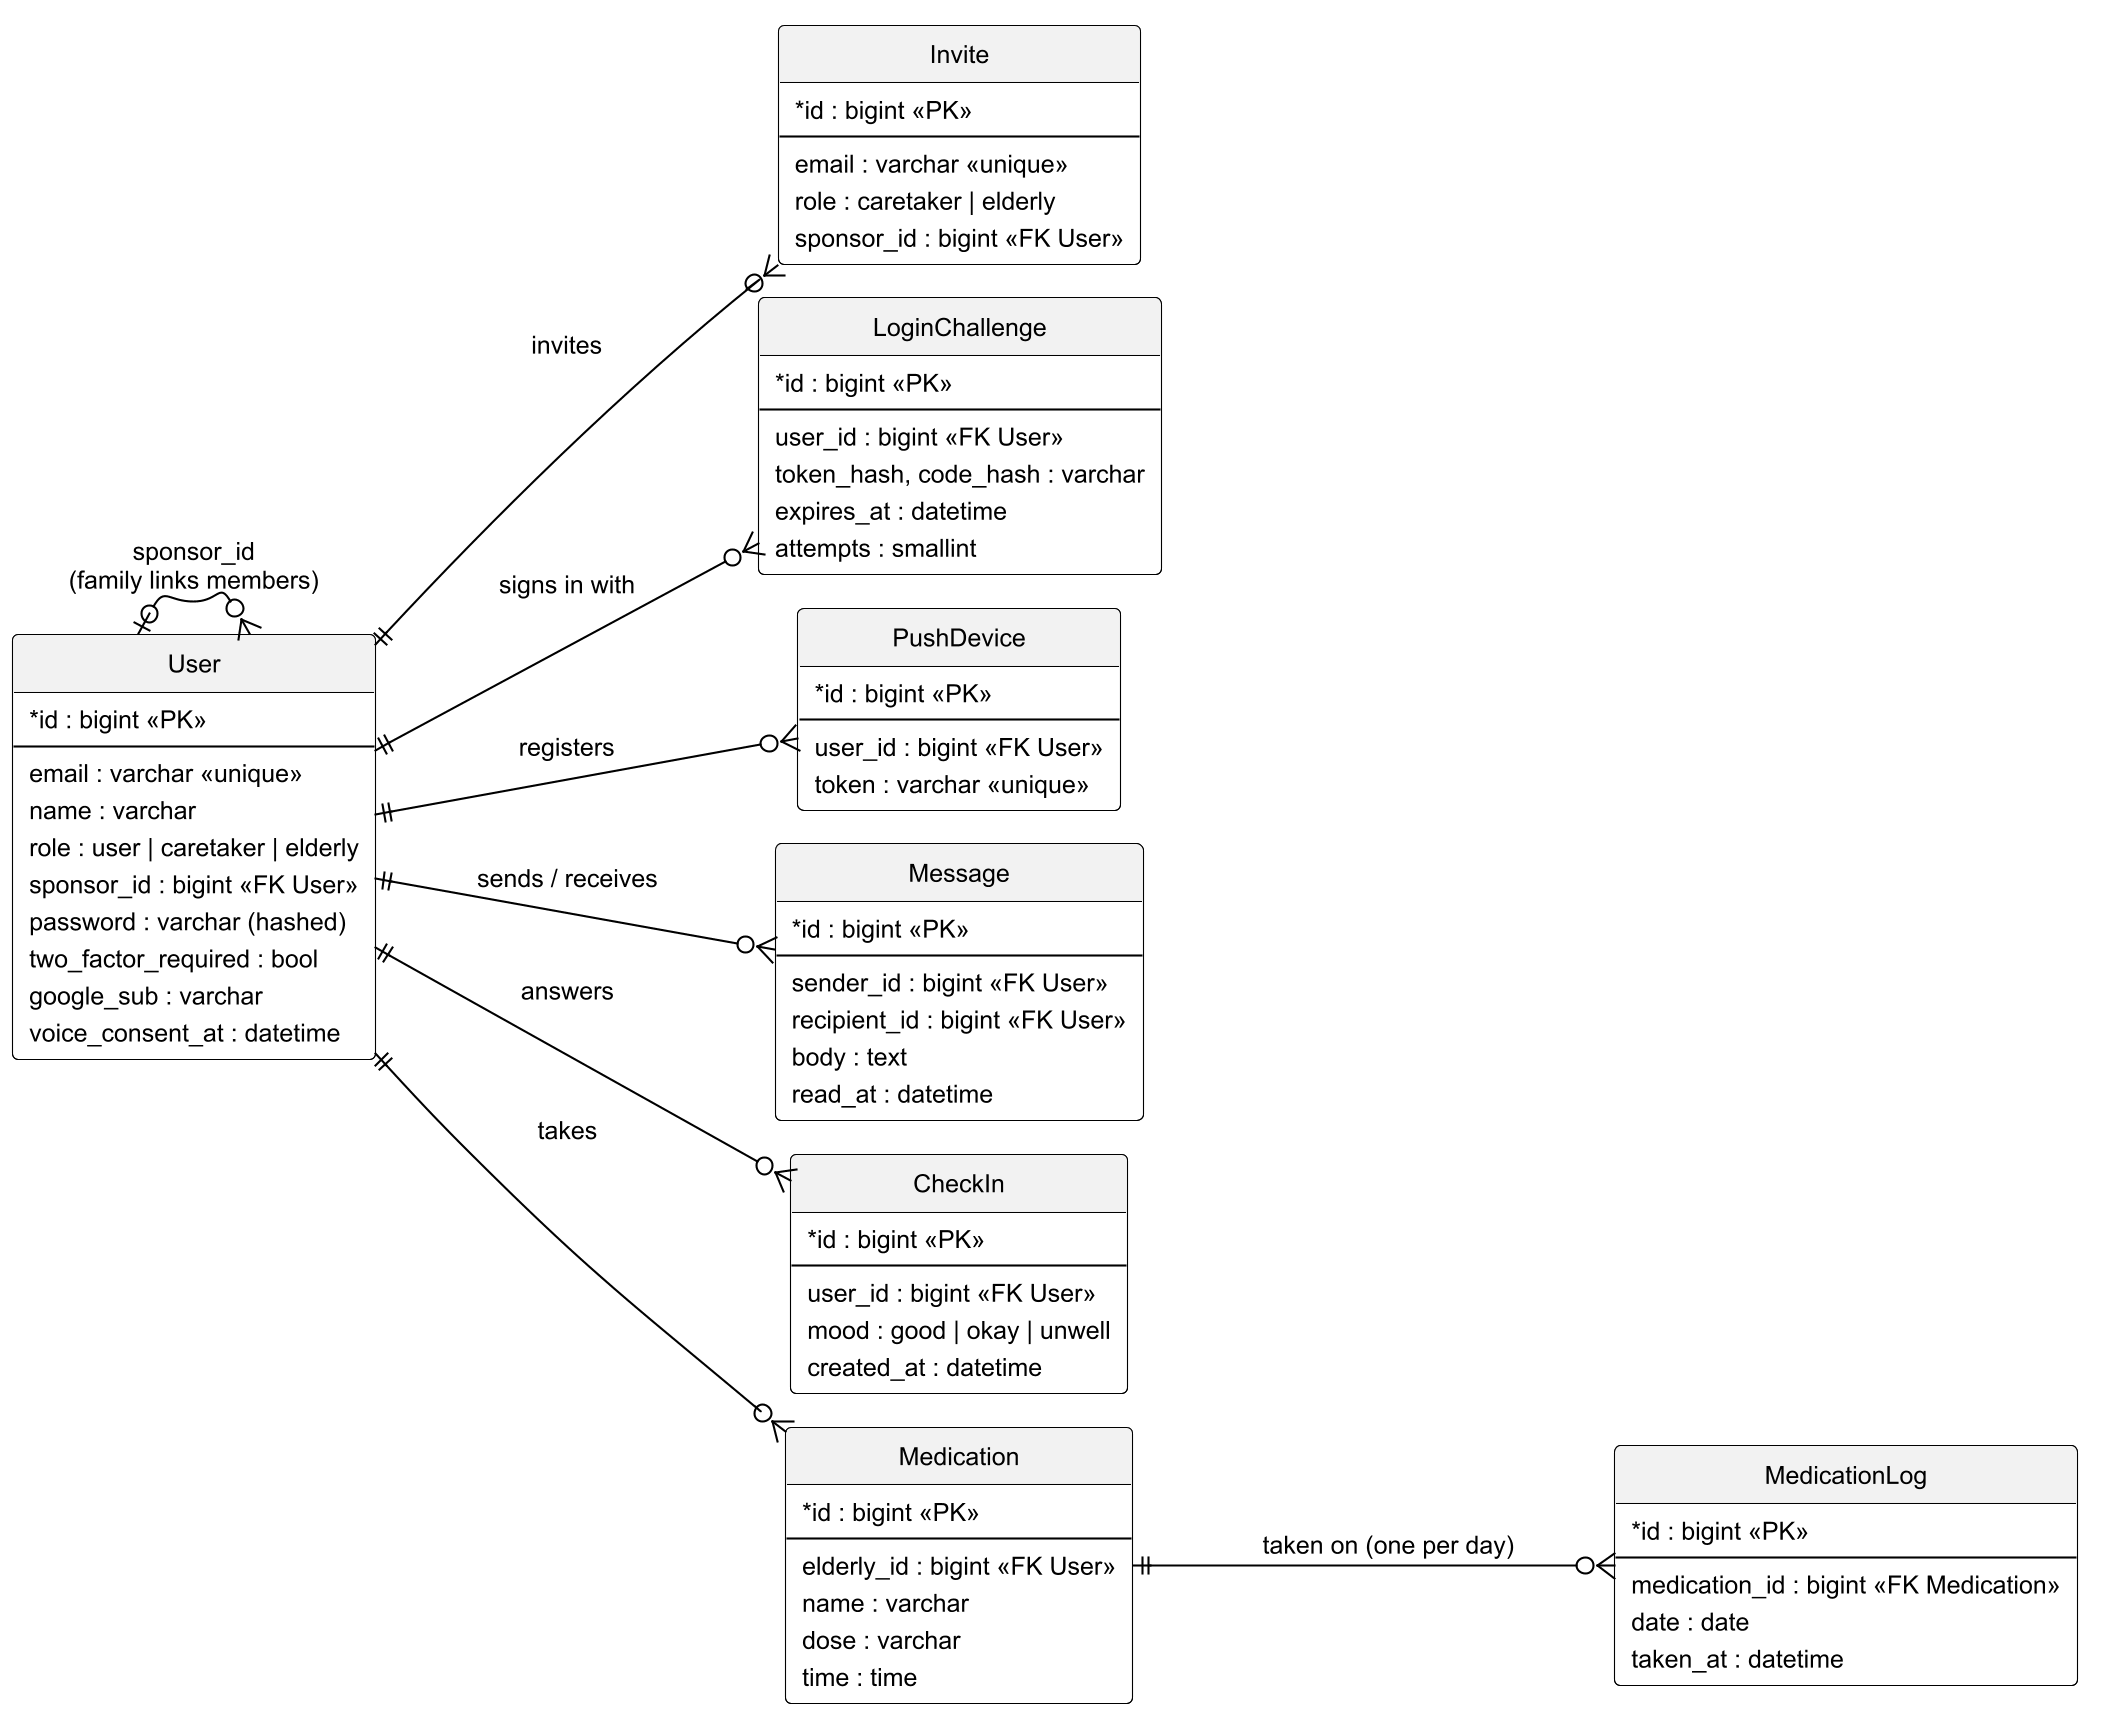 Invite
*id : bigint «PK»
email : varchar «unique»
role : caretaker | elderly
sponsor_id : bigint «FK User»
invites
LoginChallenge
*id : bigint «PK»
user_id : bigint «FK User»
token_hash, code_hash : varchar
expires_at : datetime
attempts : smallint
signs in with
sponsor_id
(family links members)
User
*id : bigint «PK»
email : varchar «unique»
name : varchar
role : user | caretaker | elderly
sponsor_id : bigint «FK User»
password : varchar (hashed)
two_factor_required : bool
google_sub : varchar
voice_consent_at : datetime
registers
PushDevice
*id : bigint «PK»
user_id : bigint «FK User»
token : varchar «unique»
sends / receives
Message
*id : bigint «PK»
sender_id : bigint «FK User»
recipient_id : bigint «FK User»
body : text
read_at : datetime
answers
CheckIn
*id : bigint «PK»
user_id : bigint «FK User»
mood : good | okay | unwell
created_at : datetime
takes
Medication
*id : bigint «PK»
elderly_id : bigint «FK User»
name : varchar
dose : varchar
time : time
taken on (one per day)
MedicationLog
*id : bigint «PK»
medication_id : bigint «FK Medication»
date : date
taken_at : datetime